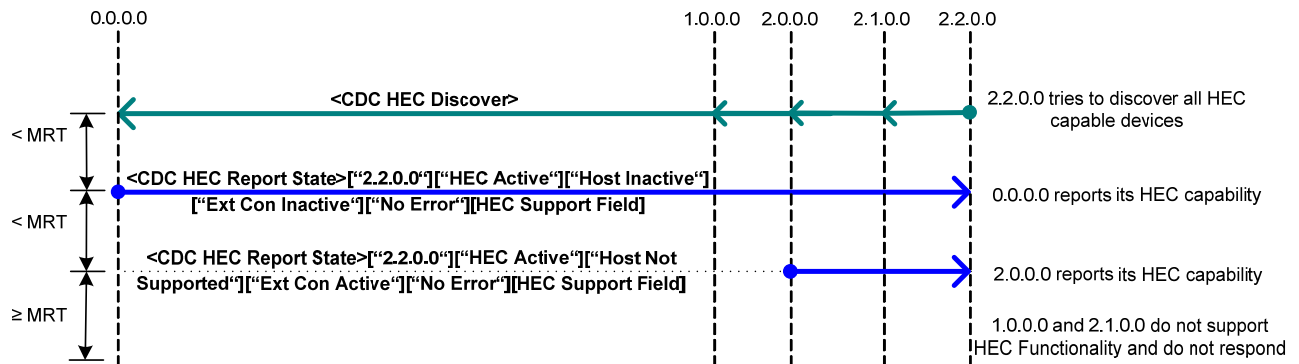 0.0.0.0
1.0.0.0
2.0.0.0
2.1.0.0
2.2.0.0
<CDC HEC Discover>
2.2.0.0 tries to discover all HEC
capable devices
< MRT
<CDC HEC Report State>["2.2.0.0"]["HEC Active"]["Host Inactive"]
["Ext Con Inactive"]["No Error"][HEC Support Field]
0.0.0.0 reports its HEC capability
< MRT
<CDC HEC Report State>["2.2.0.0"]["HEC Active"]["Host Not
Supported"]["Ext Con Active"]["No Error"][HEC Support Field]
2.0.0.0 reports its HEC capability
≥ MRT
1.0.0.0 and 2.1.0.0 do not support
HEC Functionality and do not respond